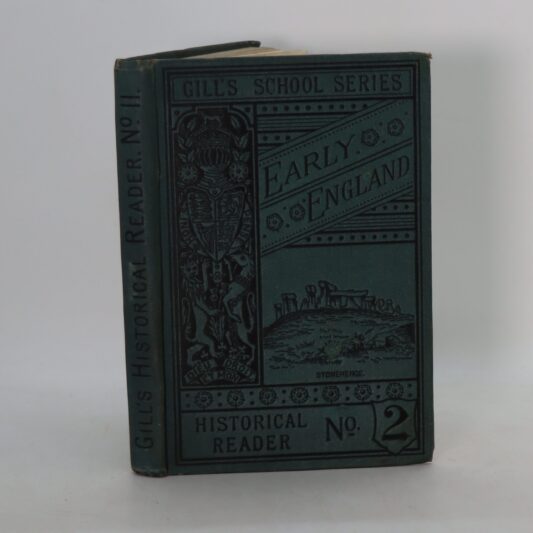 GILL'S HISTORICAL READER. No II.
GILL'S SCHOOL SERIES
EARLY
ENGLAND
STONEHENGE.
HISTORICAL
READER
No. 2